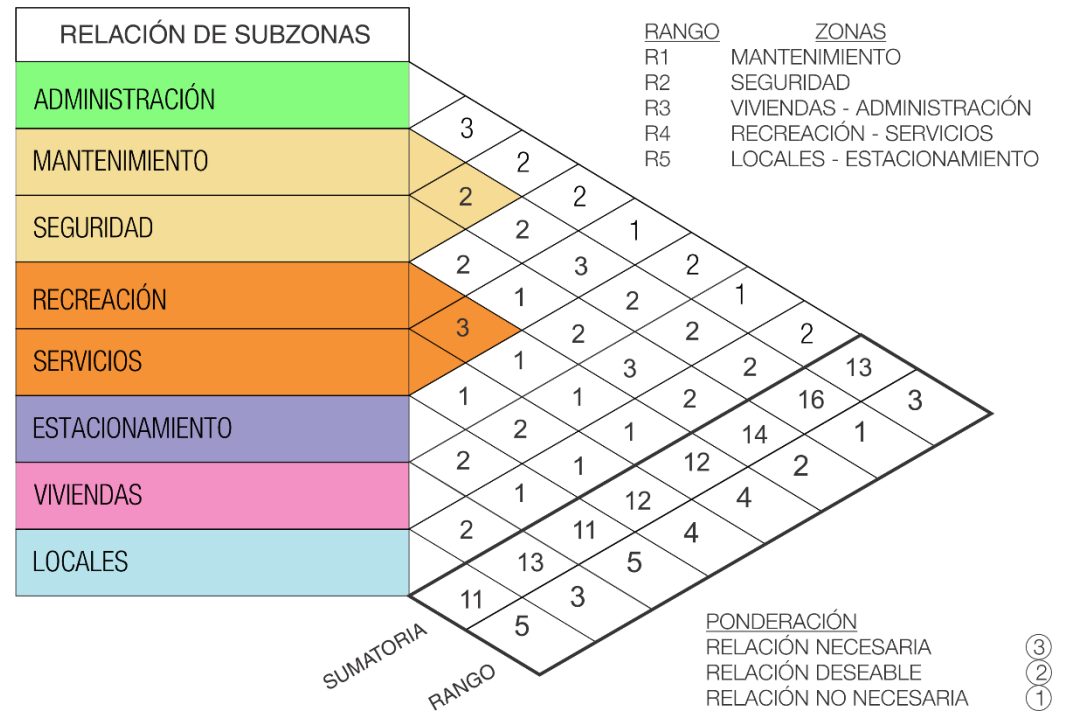 RELACIÓN DE SUBZONAS
ADMINISTRACIÓN
MANTENIMIENTO
SEGURIDAD
RECREACIÓN
SERVICIOS
ESTACIONAMIENTO
VIVIENDAS
LOCALES
RANGO ZONAS
R1 MANTENIMIENTO
R2 SEGURIDAD
R3 VIVIENDAS - ADMINISTRACIÓN
R4 RECREACIÓN - SERVICIOS
R5 LOCALES - ESTACIONAMIENTO
3 2 2 1 2 1 2 13 3
2 2 3 2 2 2 16 1
2 1 2 3 2 14 2
3 1 1 1 12 4
1 2 1 12 4
2 1 11 5
2 13 3
11 5
SUMATORIA
RANGO
PONDERACIÓN
RELACIÓN NECESARIA 3
RELACIÓN DESEABLE 2
RELACIÓN NO NECESARIA 1